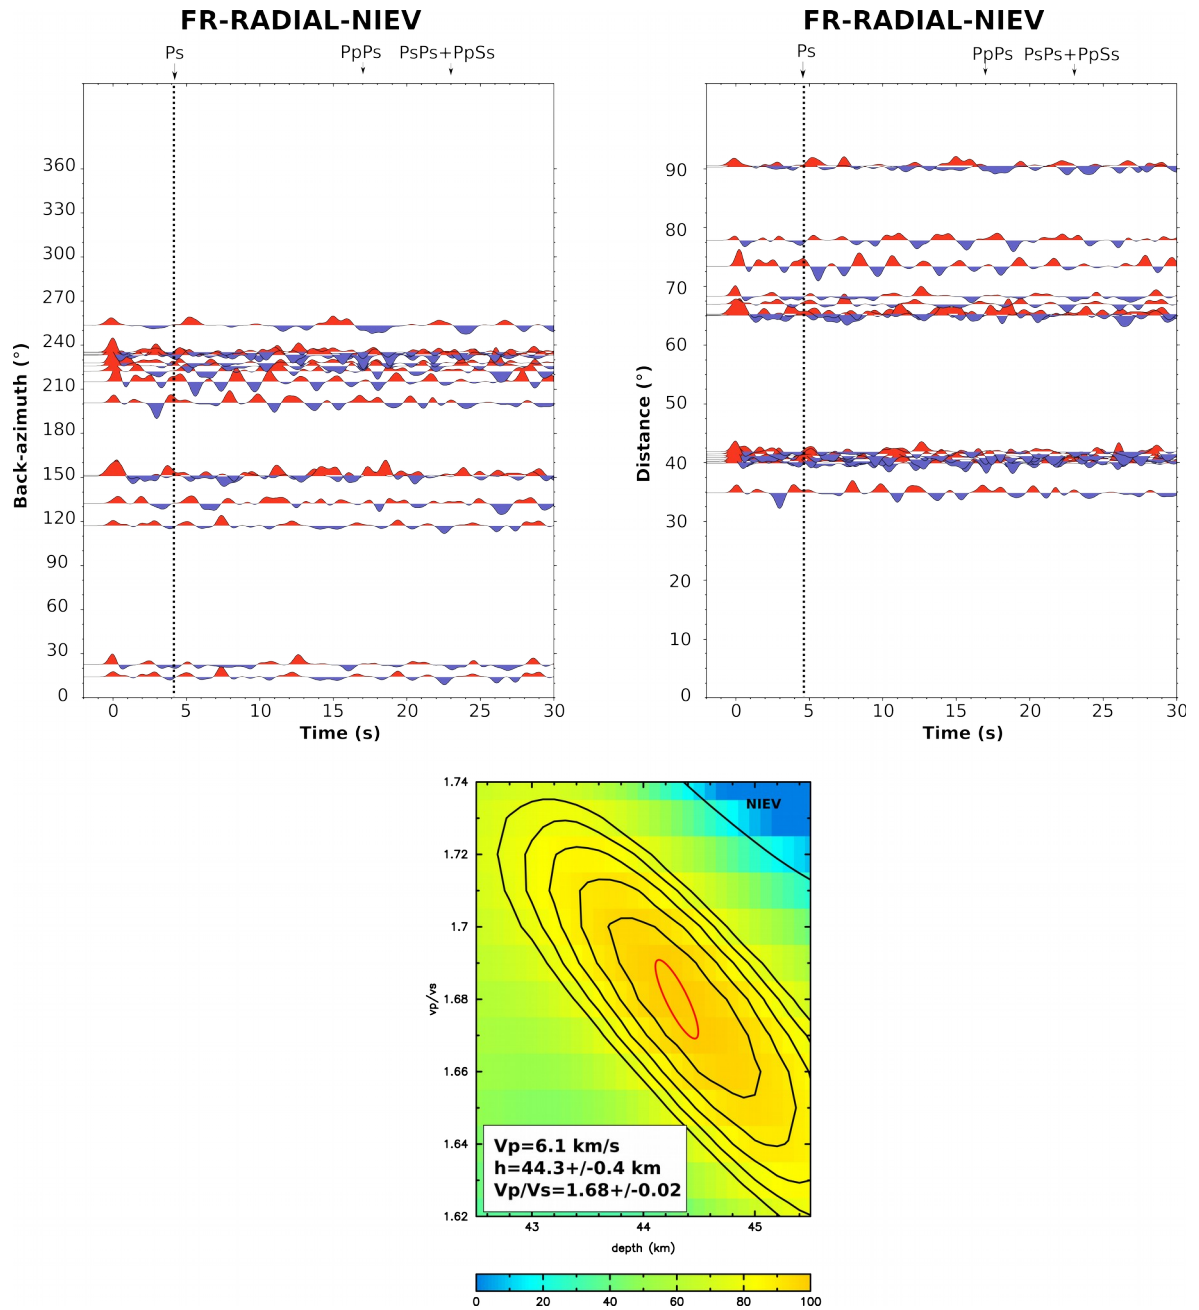 FR-RADIAL-NIEV
Ps PpPs PsPs+PpSs
360
330
300
270
240
210
180
150
120
90
60
30
0
Back-azimuth (°)
0 5 10 15 20 25 30
Time (s)
FR-RADIAL-NIEV
Ps PpPs PsPs+PpSs
90
80
70
60
50
40
30
20
10
0
Distance (°)
0 5 10 15 20 25 30
Time (s)
1.74
1.72
1.7
1.68
1.66
1.64
1.62
vp/vs
NIEV
Vp=6.1 km/s
h=44.3+/-0.4 km
Vp/Vs=1.68+/-0.02
43 44 45
depth (km)
0 20 40 60 80 100